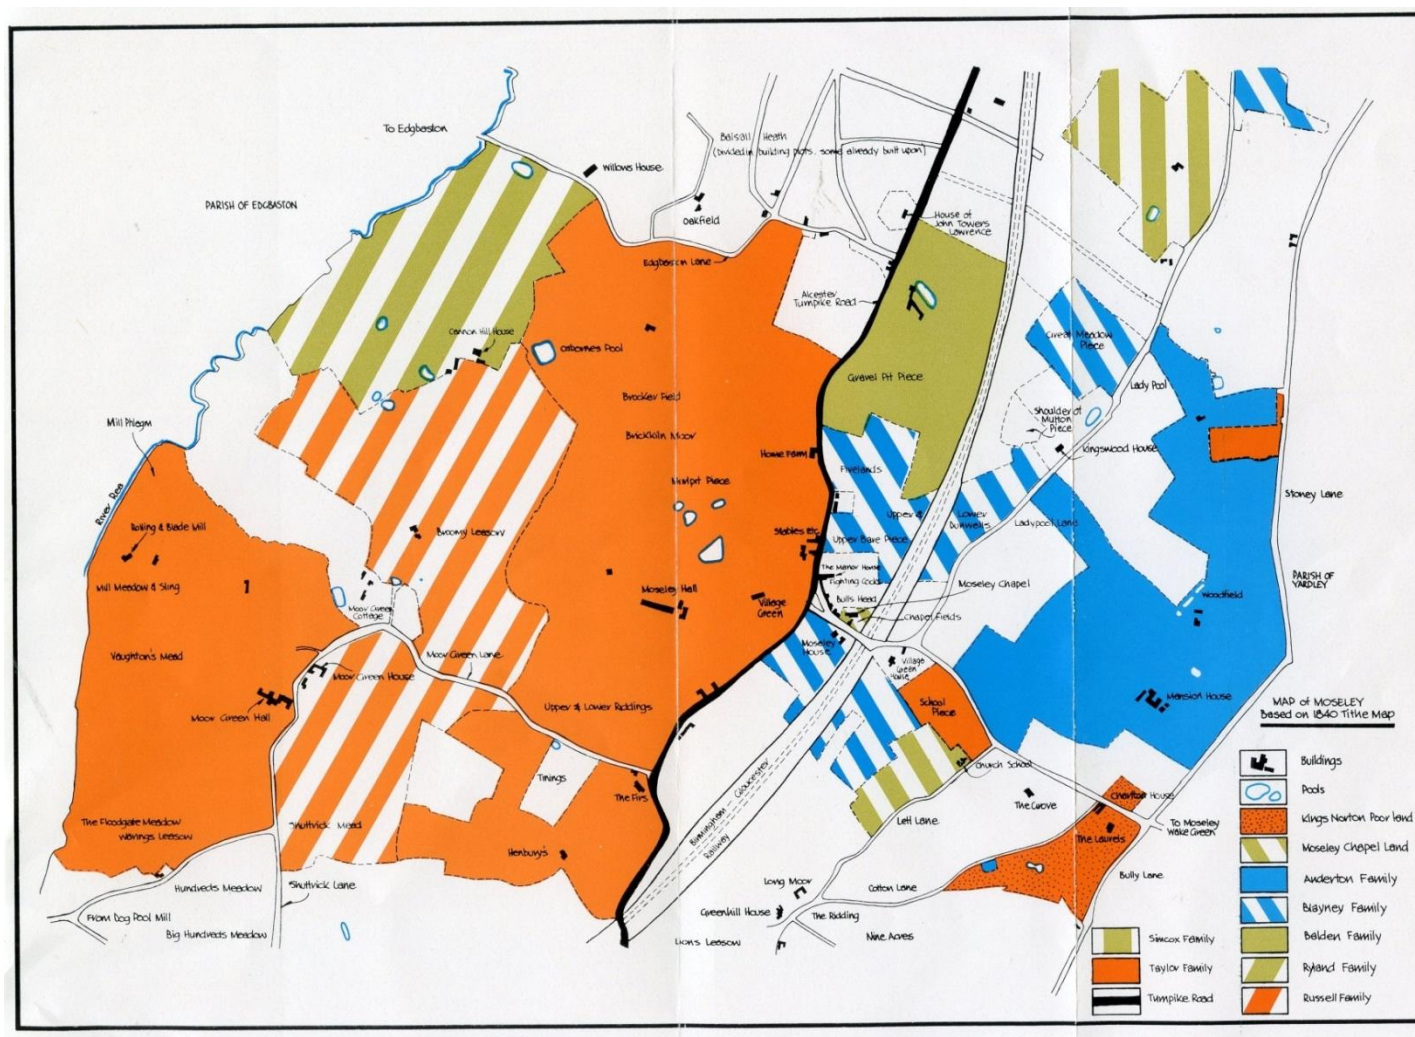 To Edgbaston
PARISH OF EDGBASTON
Willows House
Balsall Heath
(Divided in building plots. some already built upon)
Oakfield
House of
John Towers
Lawrence
Edgbaston Lane
Alcester
Turnpike Road
Cannon Hill House
Osbornes Pool
Gravel Pit Piece
Great Meadow
Piece
Lady Pool
Brocker Field
Brickkiln Moor
Shoulder of
Mutton
Piece
Mill Phlegm
Home Farm
Fivelands
Kingswood House
River Rea
Marlpit Piece
Stoney Lane
Rolling & Blade Mill
Broomy Leasow
Stables etc
Upper &
Lower
Dunwells
Ladypool Lane
Upper Bare Piece
The Manor House
Fighting Cocks
Bulls Head
Moseley Chapel
Mill Meadow & Sling
Moor Green
Cottage
Moseley Hall
Village
Green
Chapel Fields
Woodfield
PARISH OF
YARDLEY
Vaughton's Mead
Moor Green Lane
Moor Green House
Moseley
House
Village
Green
House
Moor Green Hall
Upper & Lower Riddings
School
Piece
Mansion House
MAP of MOSELEY
Based on 1840 Tithe Map
Tinings
The Firs
Church School
The Grove
Charlton House
Birmingham Gloucester
Railway
Lett Lane
To Moseley
Wake Green
The Floodgate Meadow
Warings Leasow
Shuttvick Mead
Henbury's
The Laurels
Hundreds Meadow
Shuttvick Lane
Long Moor
Cotton Lane
Bully Lane
From Dog Pool Mill
Big Hundreds Meadow
Greenhill House
The Ridding
Lions Leasow
Nine Acres
Buildings
Pools
Kings Norton Poor land
Moseley Chapel Land
Anderton Family
Blayney Family
Simcox Family
Belden Family
Taylor Family
Ryland Family
Turnpike Road
Russell Family